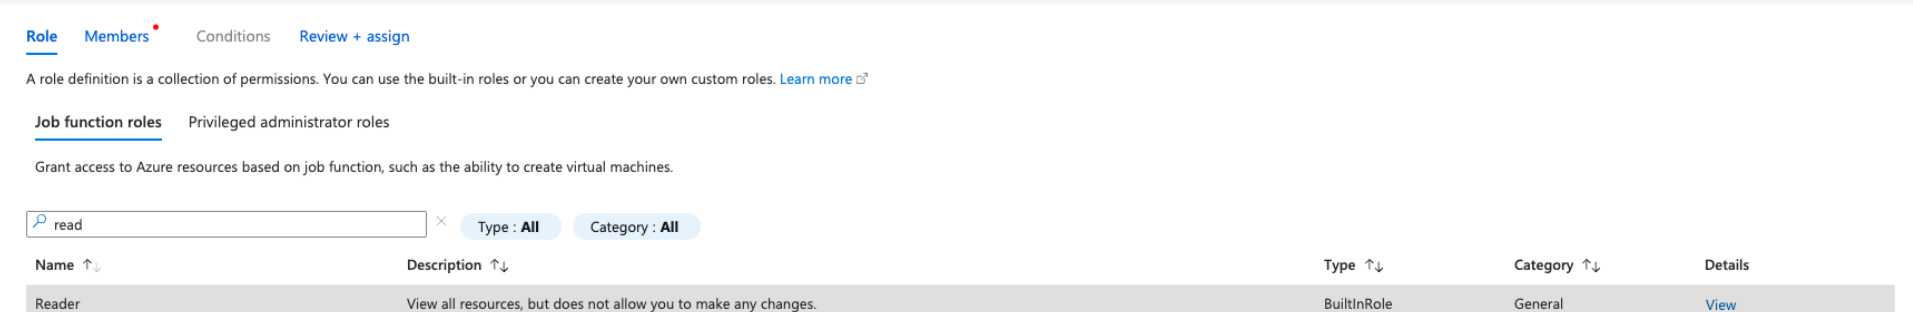 Role Members Conditions Review + assign
A role definition is a collection of permissions. You can use the built-in roles or you can create your own custom roles. Learn more
Job function roles Privileged administrator roles
Grant access to Azure resources based on job function, such as the ability to create virtual machines.
read Type : All Category : All
Name ↑↓ Description ↑↓ Type ↑↓ Category ↑↓ Details
Reader View all resources, but does not allow you to make any changes. BuiltInRole General View